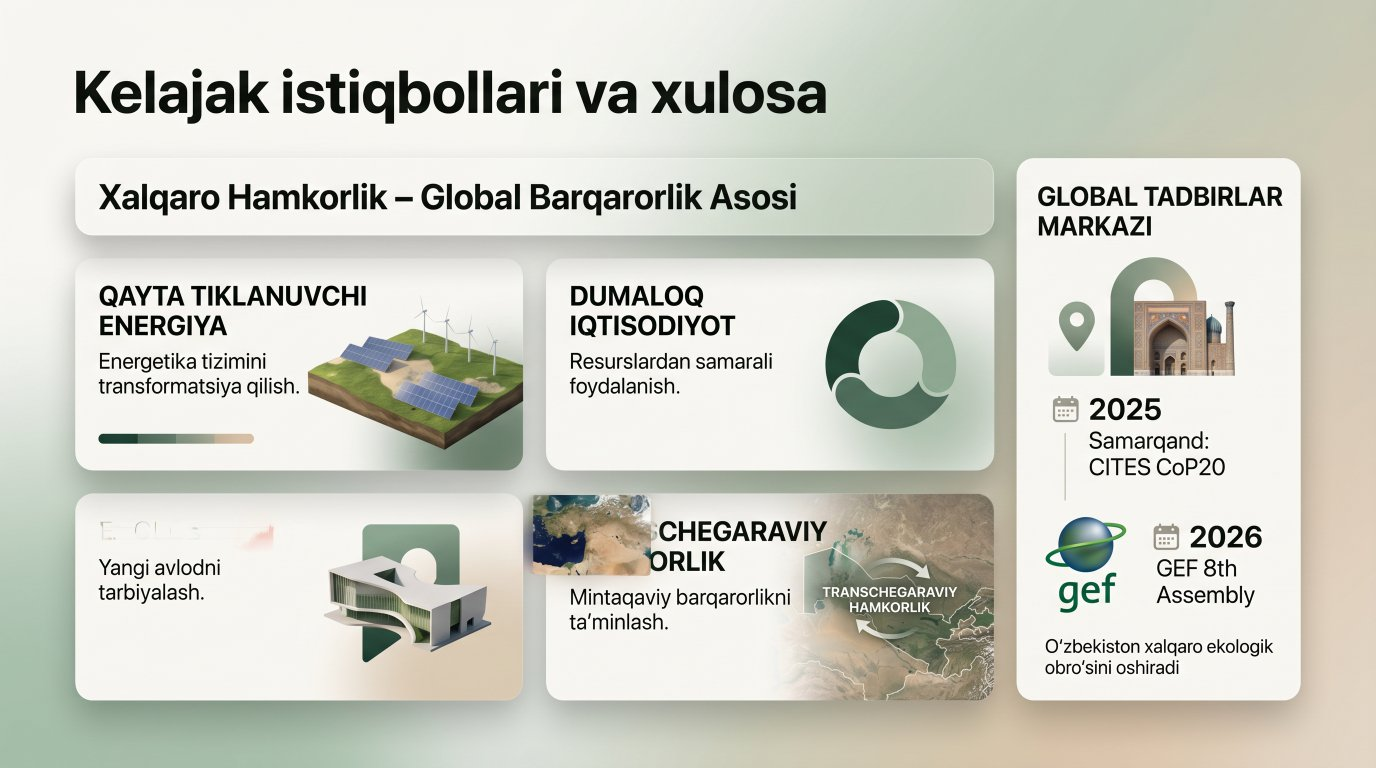 Kelajak istiqbollari va xulosa
Xalqaro Hamkorlik – Global Barqarorlik Asosi
QAYTA TIKLANUVCHI
ENERGIYA
Energetika tizimini
transformatsiya qilish.
DUMALOQ
IQTISODIYOT
Resurslardan samarali
foydalanish.
Yangi avlodni
tarbiyalash.
SCHEGARAVIY
ORLIK
Mintaqaviy barqarorlikni
ta’minlash.
TRANSCHEGARAVIY
HAMKORLIK
GLOBAL TADBIRLAR
MARKAZI
2025
Samarqand:
CITES CoP20
gef
2026
GEF 8th
Assembly
O‘zbekiston xalqaro ekologik
obro‘sini oshiradi